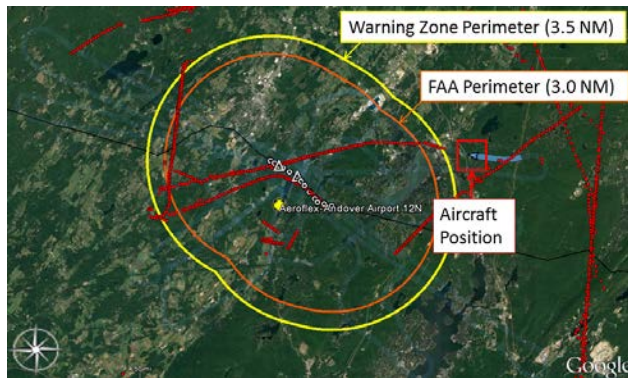 Warning Zone Perimeter (3.5 NM)
FAA Perimeter (3.0 NM)
Aeroflex-Andover Airport 12N
Aircraft
Position
Google